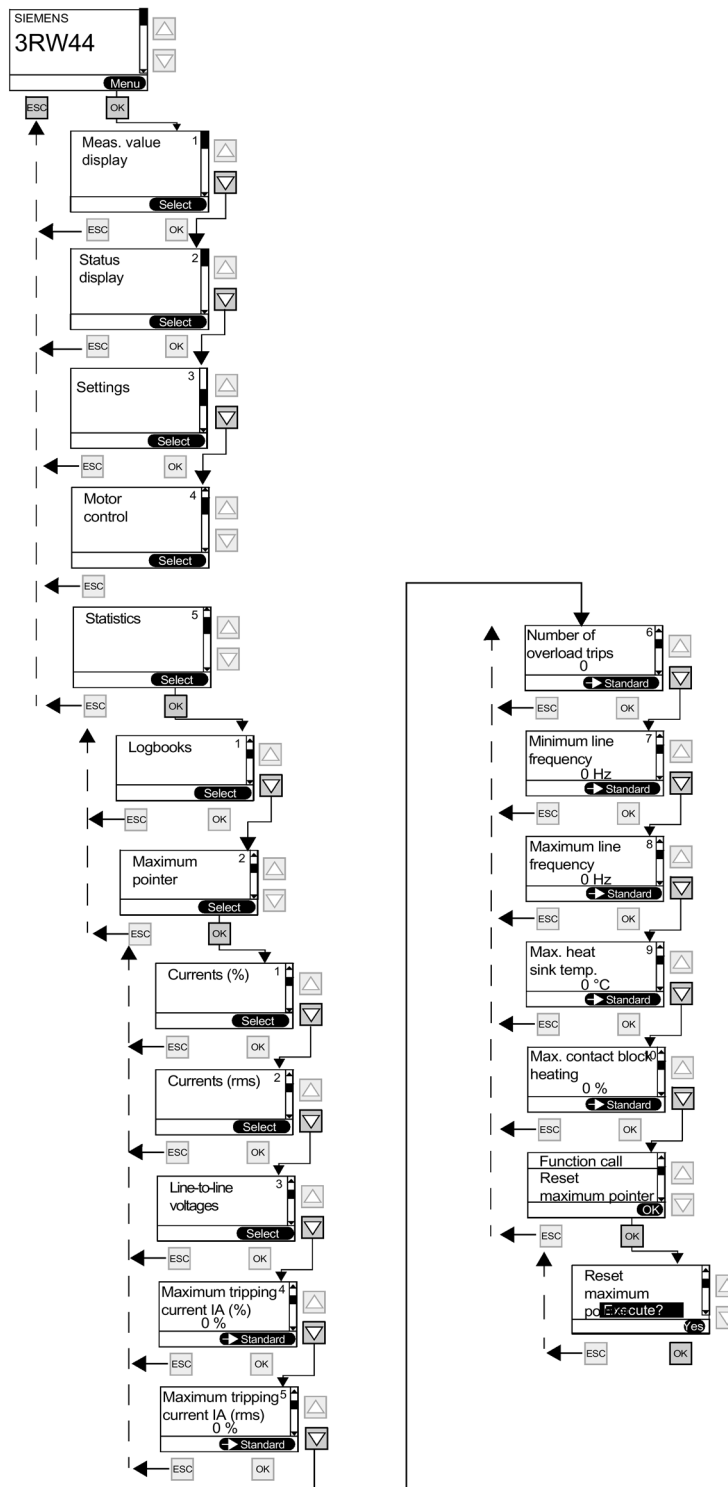 SIEMENS
3RW44
Menu
ESC
OK
Meas. value 1
display
Select
ESC
OK
Status 2
display
Select
ESC
OK
3
Settings
Select
ESC
OK
Motor 4
control
Select
ESC
Statistics 5
Select
ESC
OK
Logbooks 1
Select
ESC
OK
Maximum 2
pointer
Select
ESC
OK
Currents (%) 1
Select
ESC
OK
Currents (rms) 2
Select
ESC
OK
Line-to-line 3
voltages
Select
ESC
OK
Maximum tripping 4
current IA (%)
0 %
Standard
ESC
OK
Maximum tripping 5
current IA (rms)
0 %
Standard
ESC
OK
Number of 6
overload trips
0
Standard
ESC
OK
Minimum line 7
frequency
0 Hz
Standard
ESC
OK
Maximum line 8
frequency
0 Hz
Standard
ESC
OK
Max. heat 9
sink temp.
0 °C
Standard
ESC
OK
Max. contact block 10
heating
0 %
Standard
ESC
OK
Function call
Reset
maximum pointer
OK
ESC
OK
Reset
maximum
Execute?
Yes
ESC
OK